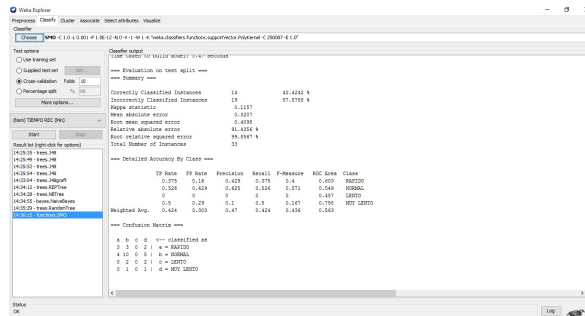 Weka Explorer
Preprocess Classify Cluster Associate Select attributes Visualize
Classifier
Choose SMO -C 1.0 -L 0.001 -P 1.0E-12 -N 0 -V -1 -W 1 -K "weka.classifiers.functions.supportVector.PolyKernel -C 250007 -E 1.0"
Test options
Use training set
Supplied test set Set...
Cross-validation Folds 10
Percentage split % 66
More options...
(Nom) TIEMPO REC (Min)
Start Stop
Result list (right-click for options)
14:25:35 - trees.J48
14:25:49 - trees.J48
14:25:52 - trees.J48
14:25:54 - trees.J48
14:33:04 - trees.J48graft
14:34:12 - trees.REPTree
14:34:28 - trees.NBTree
14:34:55 - bayes.NaiveBayes
14:35:29 - trees.RandomTree
14:36:15 - functions.SMO
Classifier output
Time taken to build model: 0.47 seconds
=== Evaluation on test split ===
=== Summary ===
Correctly Classified Instances 14 42.4242 %
Incorrectly Classified Instances 19 57.5758 %
Kappa statistic 0.1157
Mean absolute error 0.3207
Root mean squared error 0.4098
Relative absolute error 91.4356 %
Root relative squared error 99.0567 %
Total Number of Instances 33
=== Detailed Accuracy By Class ===
TP Rate FP Rate Precision Recall F-Measure ROC Area Class
0.375 0.16 0.429 0.375 0.4 0.603 RAPIDO
0.526 0.429 0.625 0.526 0.571 0.549 NORMAL
0 0 0 0 0 0.457 LENTO
0.5 0.29 0.1 0.5 0.167 0.758 MUY LENTO
Weighted Avg. 0.424 0.303 0.47 0.424 0.436 0.563
=== Confusion Matrix ===
a b c d <-- classified as
3 3 0 2 | a = RAPIDO
4 10 0 5 | b = NORMAL
0 2 0 2 | c = LENTO
0 1 0 1 | d = MUY LENTO
Status
OK
Log